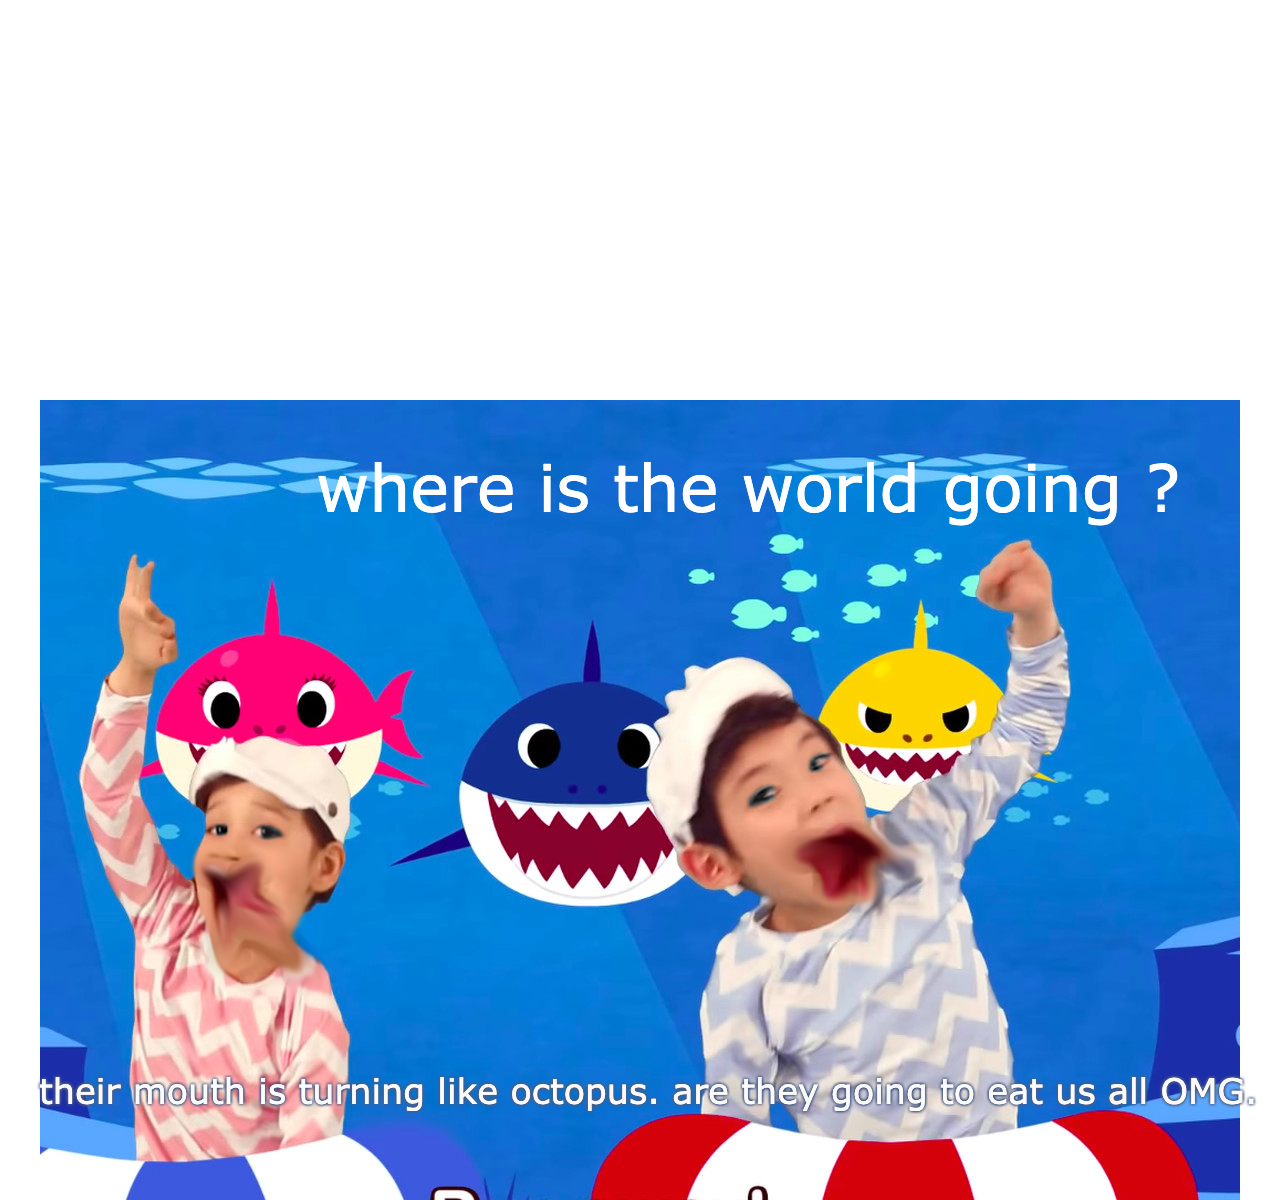 where is the world going ?
their mouth is turning like octopus. are they going to eat us all OMG.